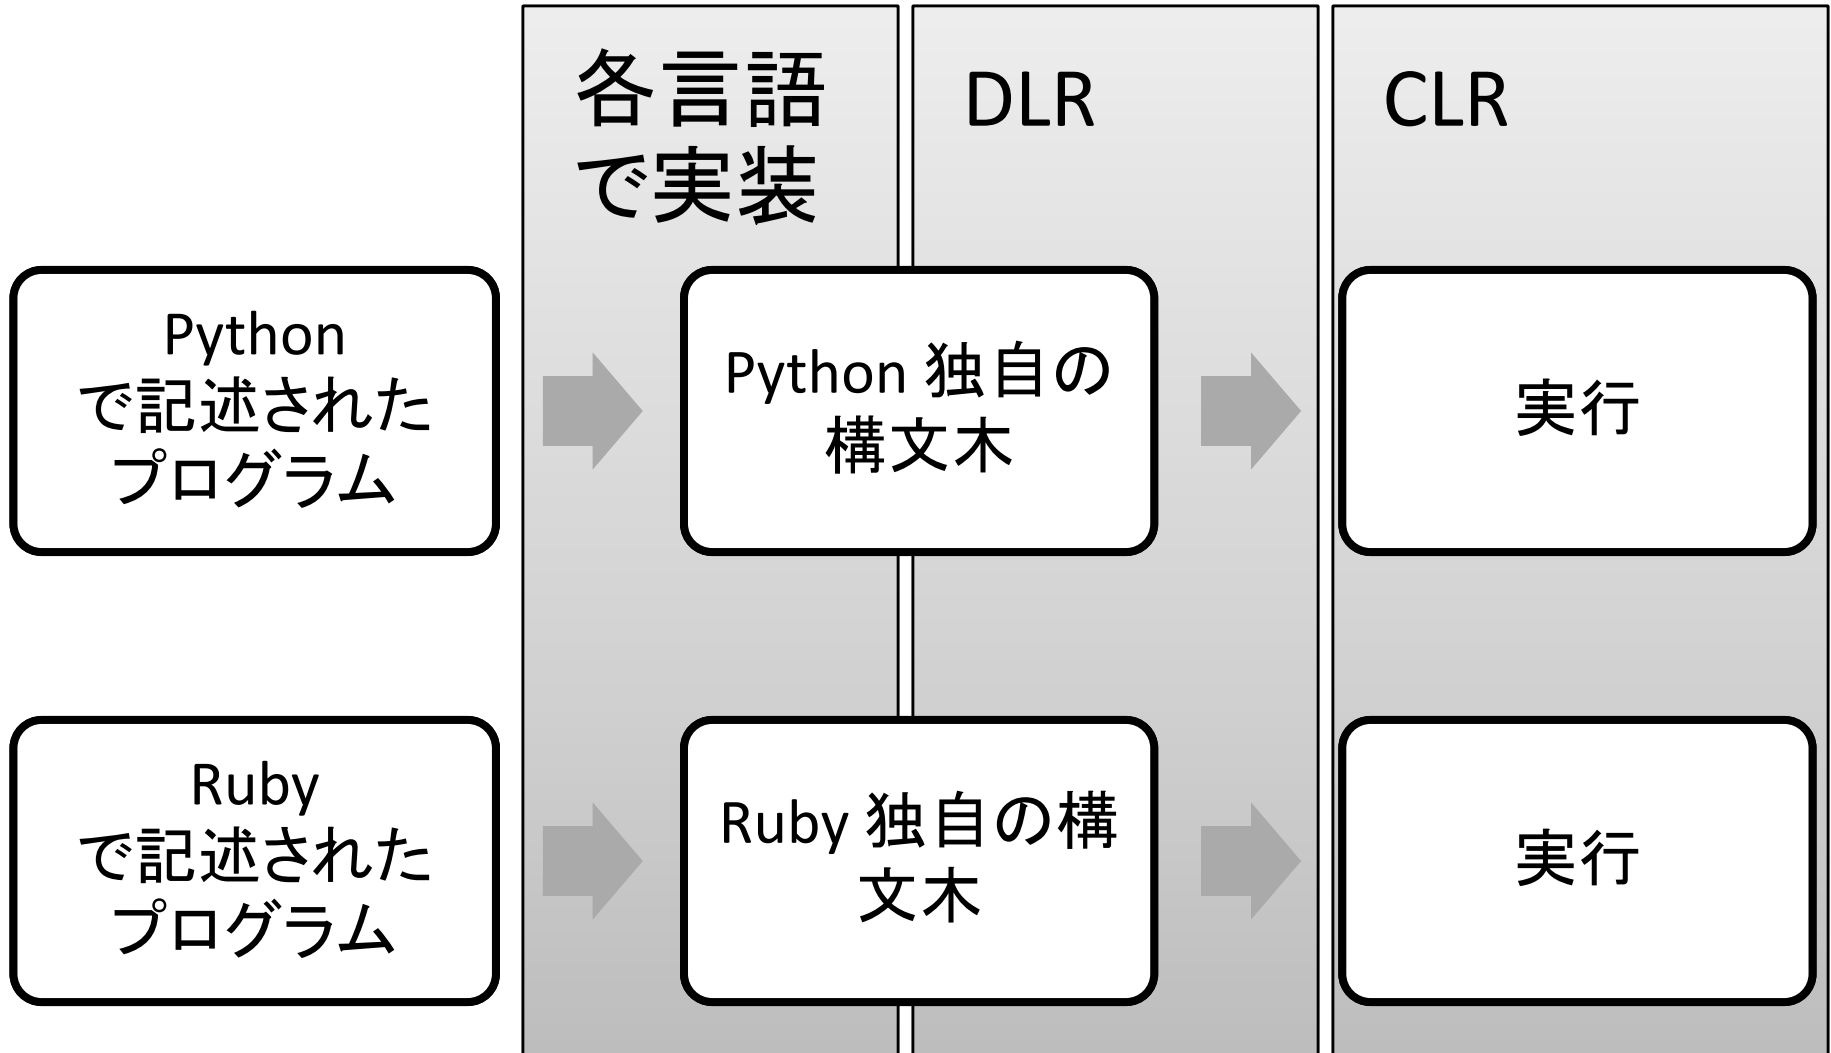 各言語
で実装
DLR
CLR
Python
で記述された
プログラム
Python 独自の
構文木
実行
Ruby
で記述された
プログラム
Ruby 独自の構
文木
実行